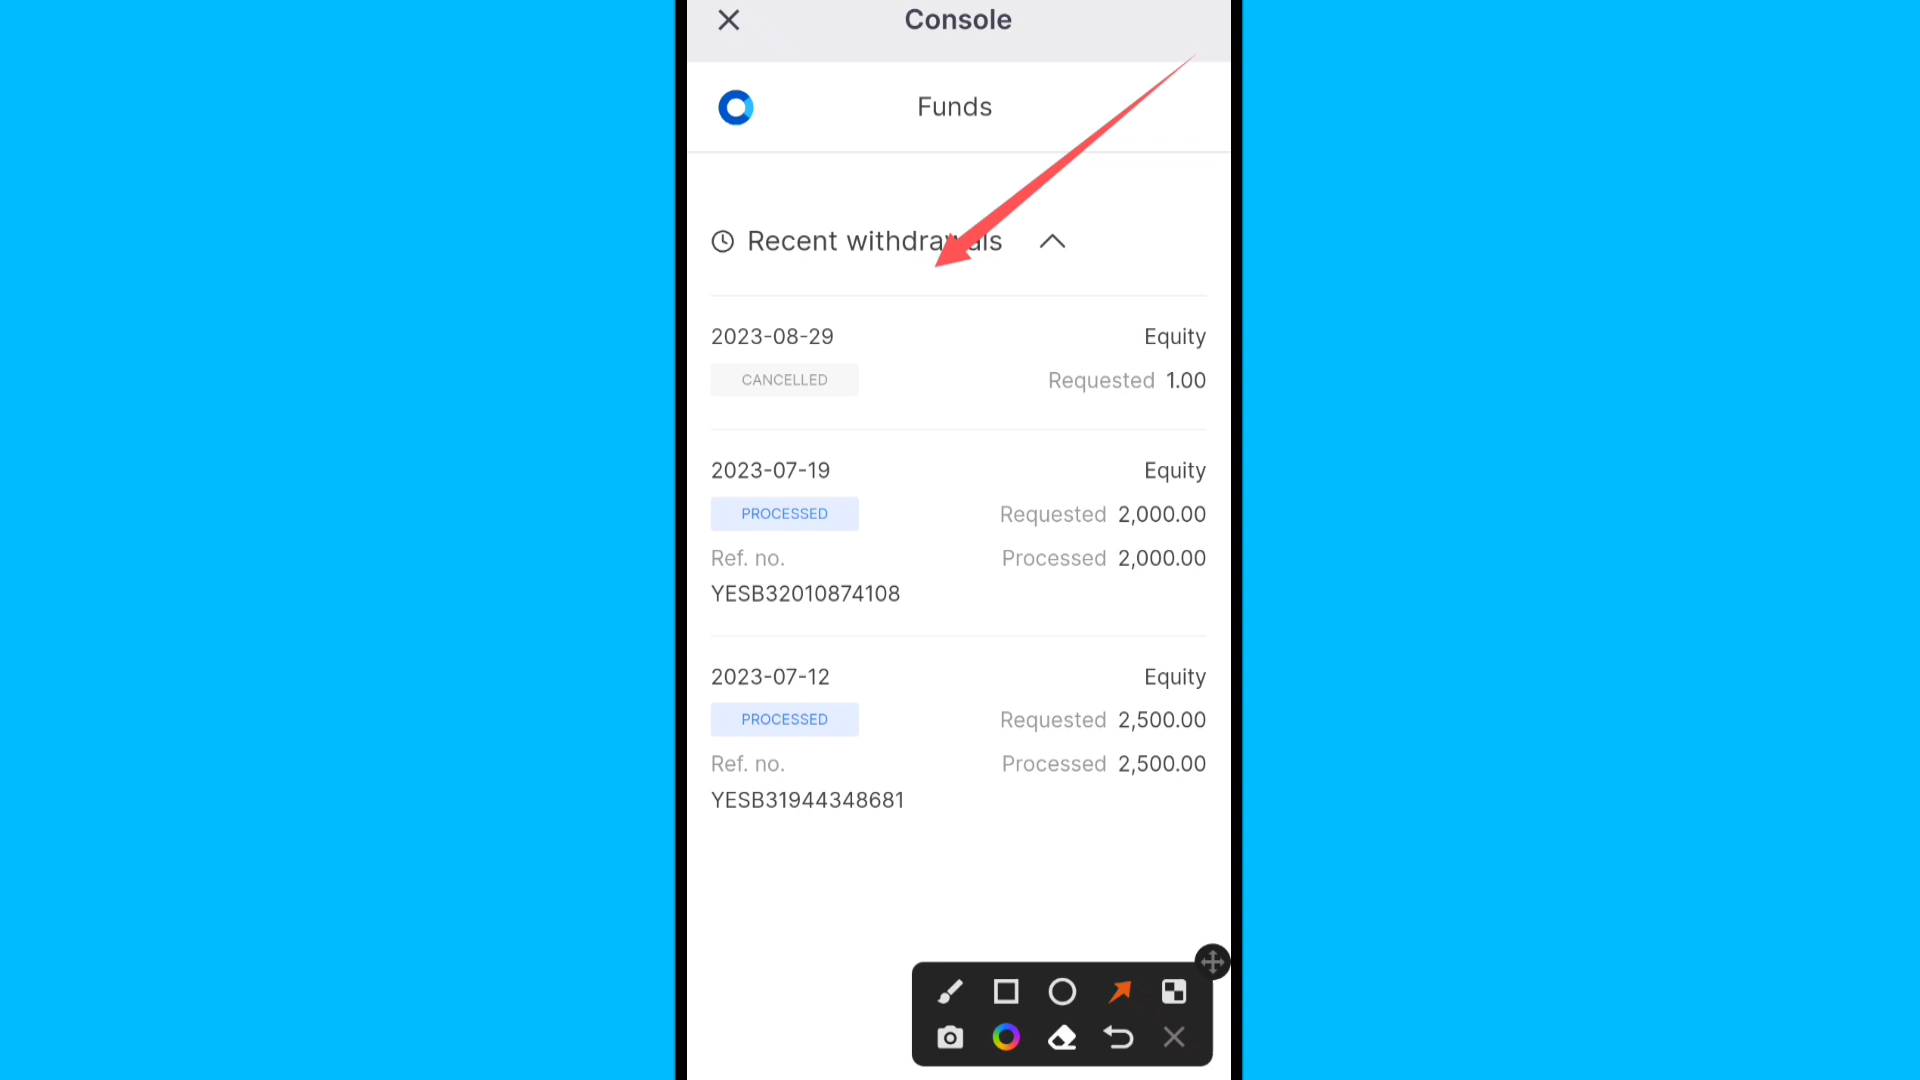 Console
Funds
Recent withdrawals
2023-08-29 Equity
CANCELLED Requested 1.00
2023-07-19 Equity
PROCESSED Requested 2,000.00
Ref. no. Processed 2,000.00
YESB32010874108
2023-07-12 Equity
PROCESSED Requested 2,500.00
Ref. no. Processed 2,500.00
YESB31944348681